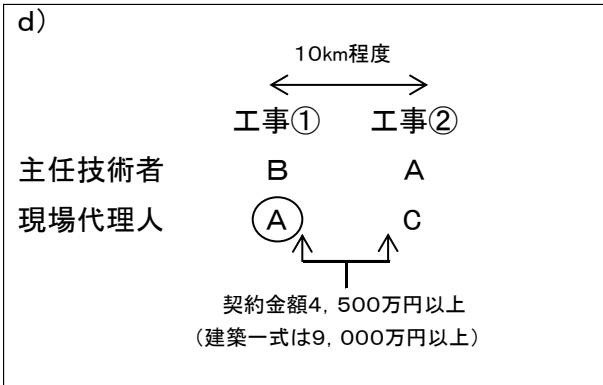 d)
10km程度
工事① 工事②
主任技術者 B A
現場代理人 A C
契約金額4,500万円以上
(建築一式は9,000万円以上)